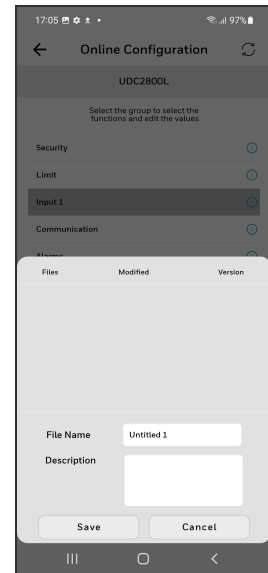 17:05 97%
Online Configuration
UDC2800L
Select the group to select the
functions and edit the values
Security
Limit
Input 1
Communication
Alarms
Files Modified Version
File Name Untitled 1
Description
Save Cancel